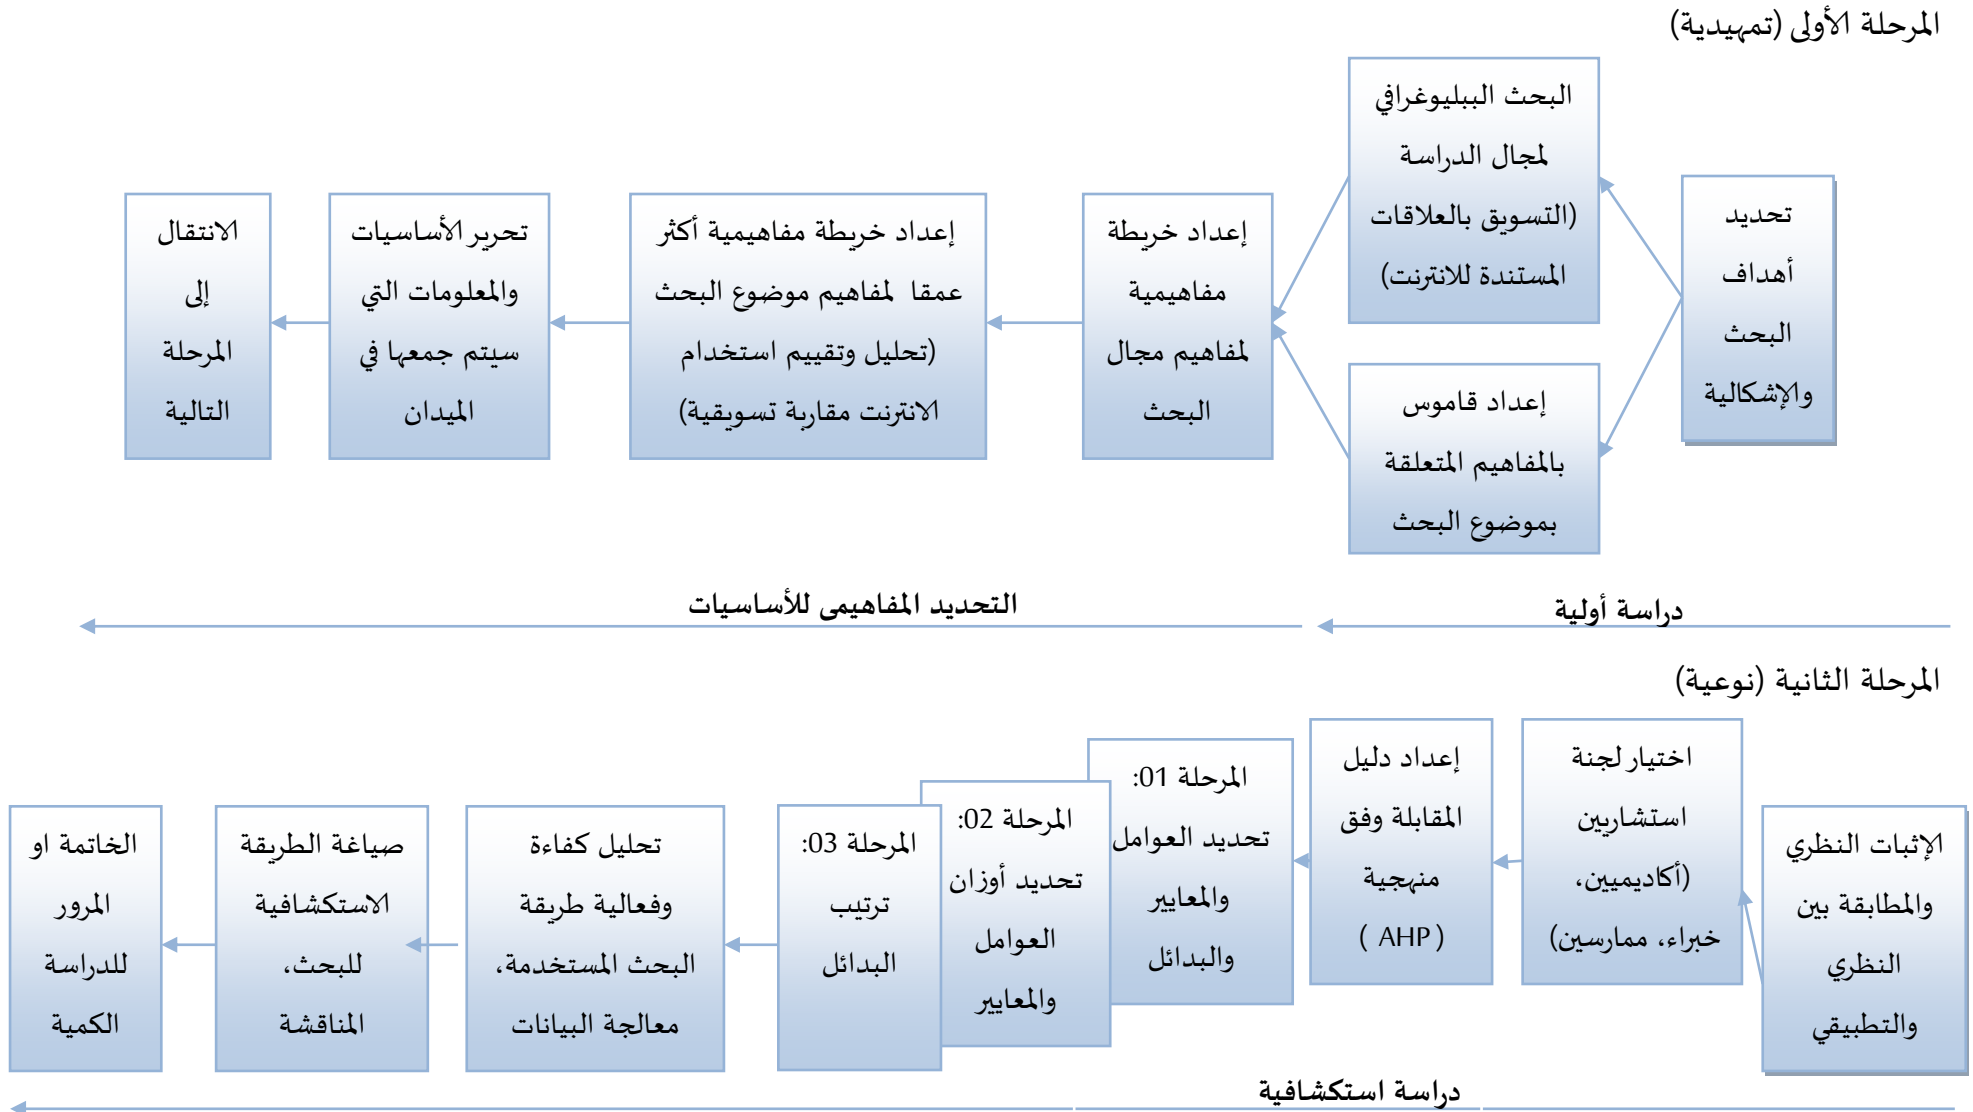 المرحلة الأولى (تمهيدية)
تحديد
أهداف
البحث
والإشكالية
البحث الببليوغرافي
لمجال الدراسة
(التسويق بالعلاقات
المستندة للانترنت)
إعداد قاموس
بالمفاهيم المتعلقة
بموضوع البحث
إعداد خريطة
مفاهيمية
لمفاهيم مجال
البحث
إعداد خريطة مفاهيمية أكثر
عمقا لمفاهيم موضوع البحث
(تحليل وتقييم استخدام
الانترنت مقاربة تسويقية)
تحرير الأساسيات
والمعلومات التي
سيتم جمعها في
الميدان
الانتقال
إلى
المرحلة
التالية
دراسة أولية
التحديد المفاهيمي للأساسيات
المرحلة الثانية (نوعية)
الإثبات النظري
والمطابقة بين
النظري
والتطبيقي
اختيار لجنة
استشاريين
(أكاديميين،
خبراء، ممارسين)
إعداد دليل
المقابلة وفق
منهجية
( AHP )
المرحلة 01:
تحديد العوامل
والمعايير
والبدائل
المرحلة 02:
تحديد أوزان
العوامل
والمعايير
المرحلة 03:
ترتيب
البدائل
تحليل كفاءة
وفعالية طريقة
البحث المستخدمة،
معالجة البيانات
صياغة الطريقة
الاستكشافية
للبحث،
المناقشة
الخاتمة او
المرور
للدراسة
الكمية
دراسة استكشافية